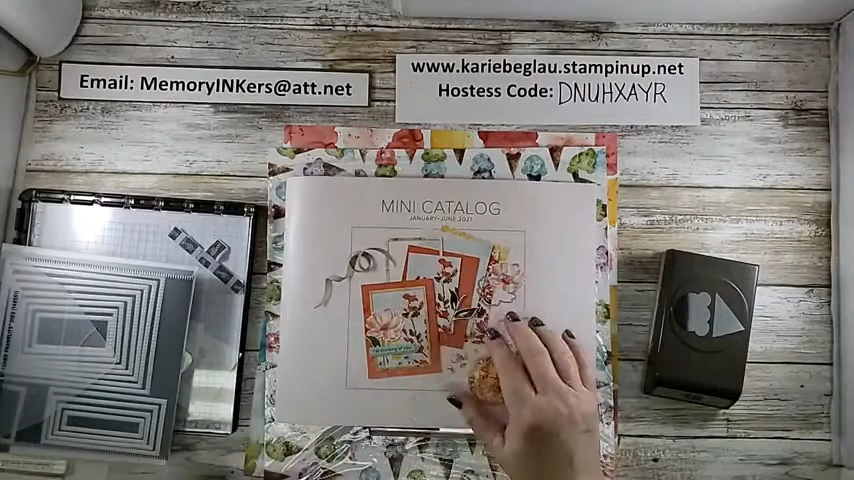 Email: MemoryINKers@att.net
www.kariebeglau.stampinup.net
Hostess Code: DNUHXAYR
MINI CATALOG
JANUARY-JUNE 2021